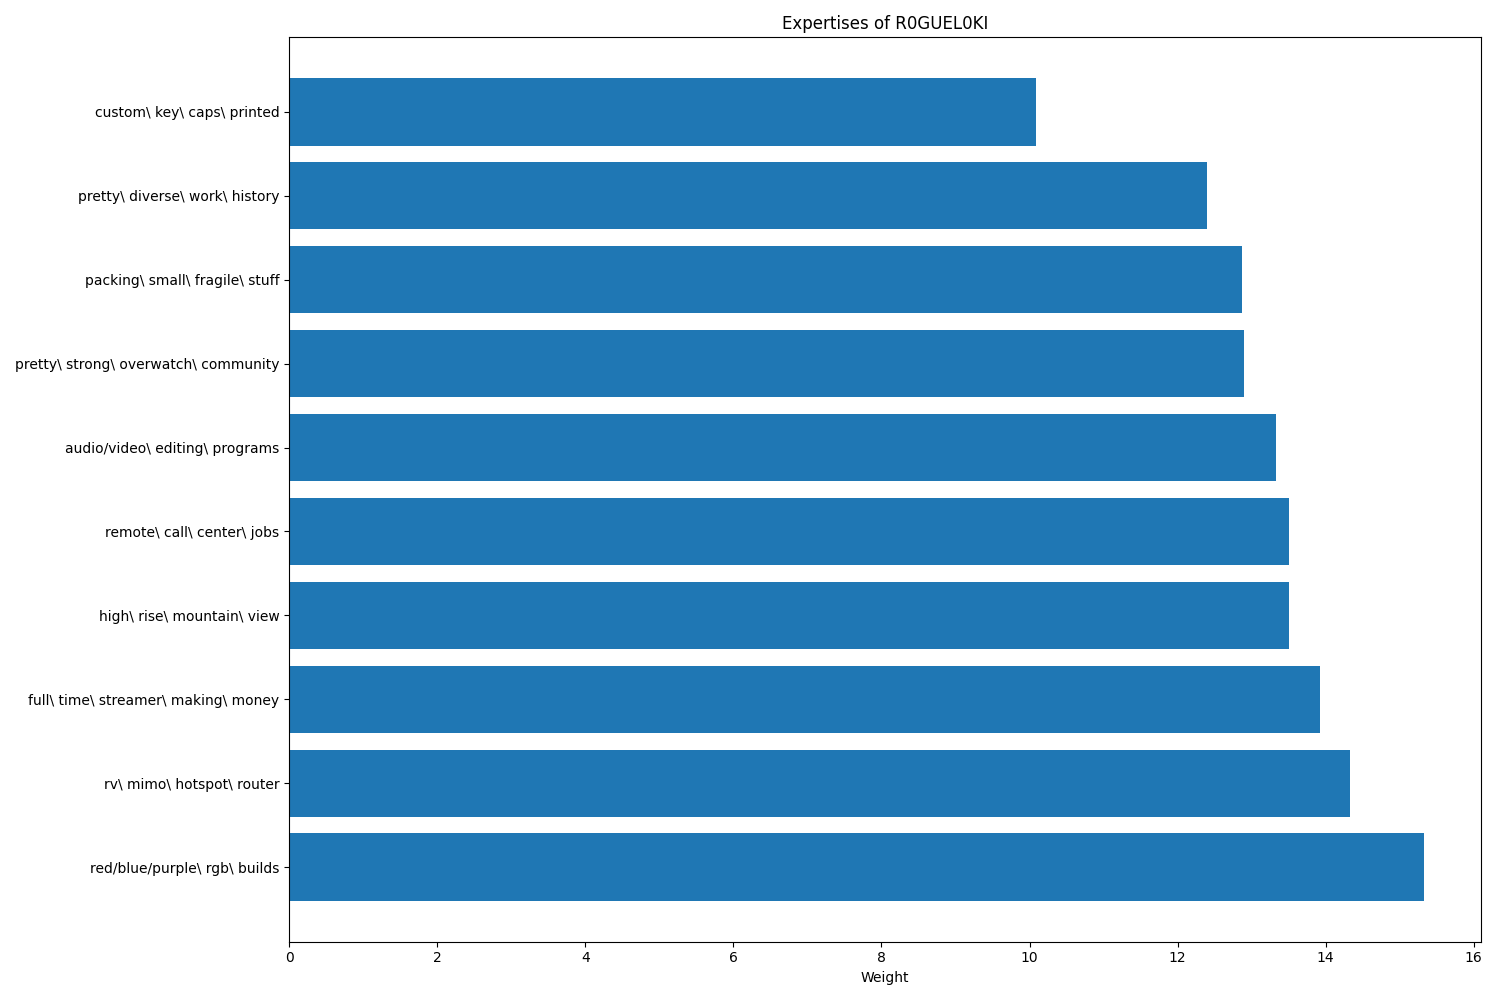 Expertises of R0GUEL0KI
custom\ key\ caps\ printed
pretty\ diverse\ work\ history
packing\ small\ fragile\ stuff
pretty\ strong\ overwatch\ community
audio/video\ editing\ programs
remote\ call\ center\ jobs
high\ rise\ mountain\ view
full\ time\ streamer\ making\ money
rv\ mimo\ hotspot\ router
red/blue/purple\ rgb\ builds
0 2 4 6 8 10 12 14 16
Weight